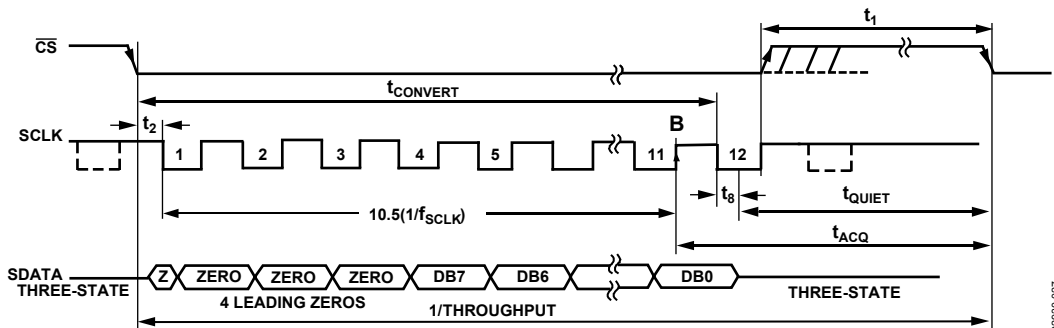 t1
CS
tCONVERT
t2
B
SCLK
1 2 3 4 5 11 12
t8
tQUIET
10.5(1/fSCLK)
tACQ
Z ZERO ZERO ZERO DB7 DB6 DB0
SDATA
THREE-STATE
THREE-STATE
4 LEADING ZEROS
1/THROUGHPUT